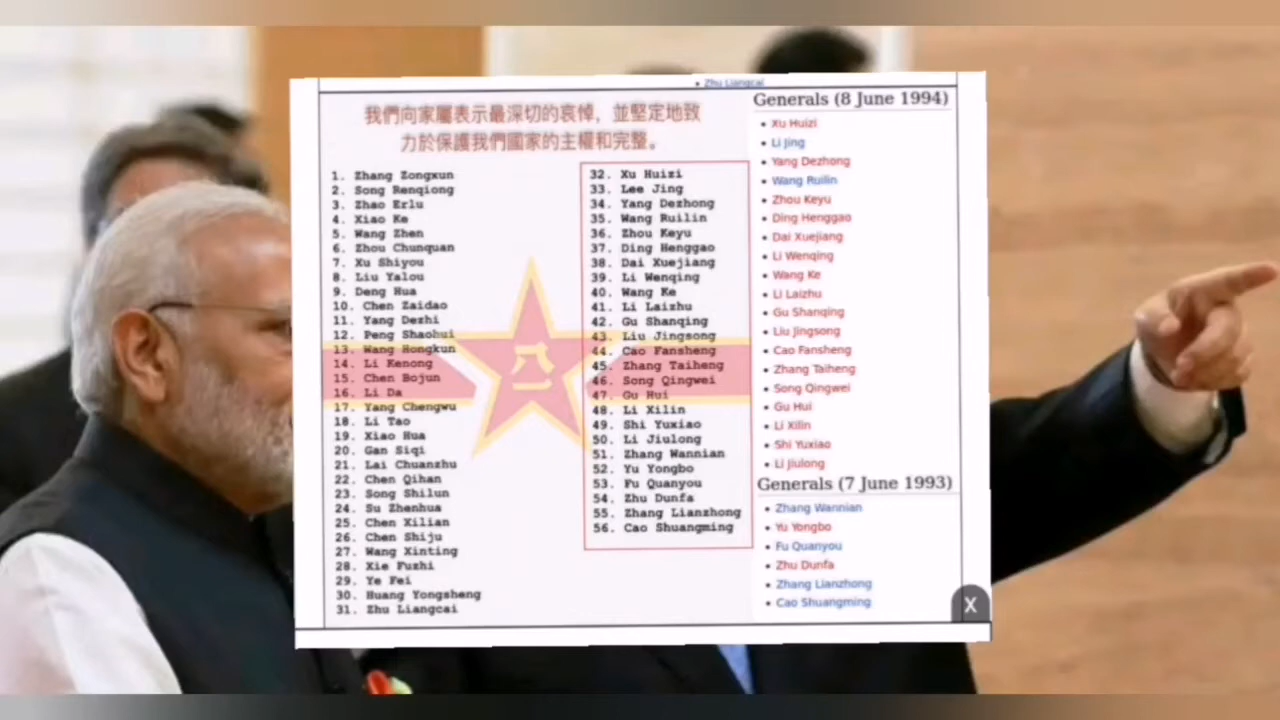 Zhu Liangcai
我們向家屬表示最深切的哀悼，並堅定地致
力於保護我們國家的主權和完整。
1. Zhang Zongxun
2. Song Renqiong
3. Zhao Erlu
4. Xiao Ke
5. Wang Zhen
6. Zhou Chunquan
7. Xu Shiyou
8. Liu Yalou
9. Deng Hua
10. Chen Zaidao
11. Yang Dezhi
12. Peng Shaohui
13. Wang Hongkun
14. Li Kenong
15. Chen Bojun
16. Li Da
17. Yang Chengwu
18. Li Tao
19. Xiao Hua
20. Gan Siqi
21. Lai Chuanzhu
22. Chen Qihan
23. Song Shilun
24. Su Zhenhua
25. Chen Xilian
26. Chen Shiju
27. Wang Xinting
28. Xie Fuzhi
29. Ye Fei
30. Huang Yongsheng
31. Zhu Liangcai
八一
32. Xu Huizi
33. Lee Jing
34. Yang Dezhong
35. Wang Ruilin
36. Zhou Keyu
37. Ding Henggao
38. Dai Xuejiang
39. Li Wenqing
40. Wang Ke
41. Li Laizhu
42. Gu Shanqing
43. Liu Jingsong
44. Cao Fansheng
45. Zhang Taiheng
46. Song Qingwei
47. Gu Hui
48. Li Xilin
49. Shi Yuxiao
50. Li Jiulong
51. Zhang Wannian
52. Yu Yongbo
53. Fu Quanyou
54. Zhu Dunfa
55. Zhang Lianzhong
56. Cao Shuangming
Generals (8 June 1994)
Xu Huizi
Li Jing
Yang Dezhong
Wang Ruilin
Zhou Keyu
Ding Henggao
Dai Xuejiang
Li Wenqing
Wang Ke
Li Laizhu
Gu Shanqing
Liu Jingsong
Cao Fansheng
Zhang Taiheng
Song Qingwei
Gu Hui
Li Xilin
Shi Yuxiao
Li Jiulong
Generals (7 June 1993)
Zhang Wannian
Yu Yongbo
Fu Quanyou
Zhu Dunfa
Zhang Lianzhong
Cao Shuangming
X